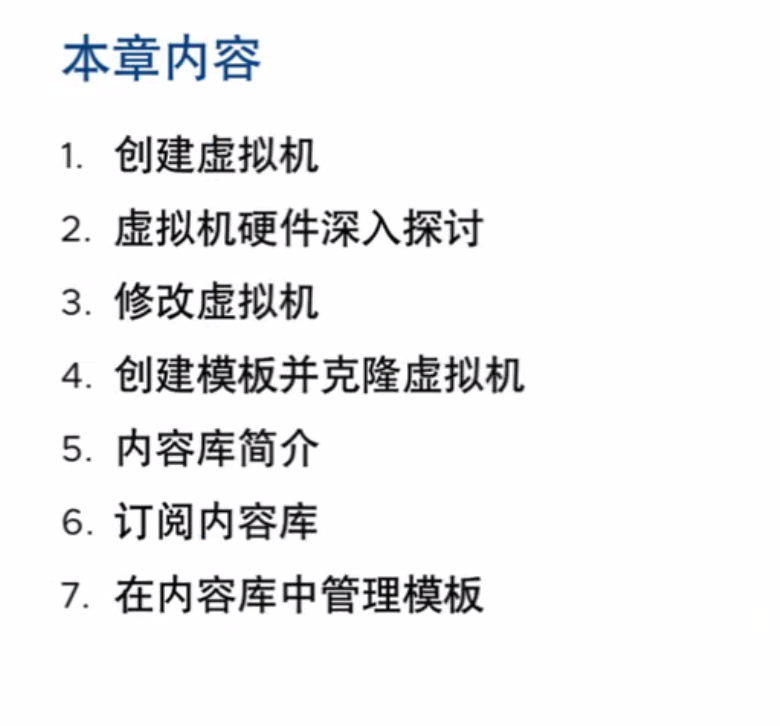 本章内容
1. 创建虚拟机
2. 虚拟机硬件深入探讨
3. 修改虚拟机
4. 创建模板并克隆虚拟机
5. 内容库简介
6. 订阅内容库
7. 在内容库中管理模板